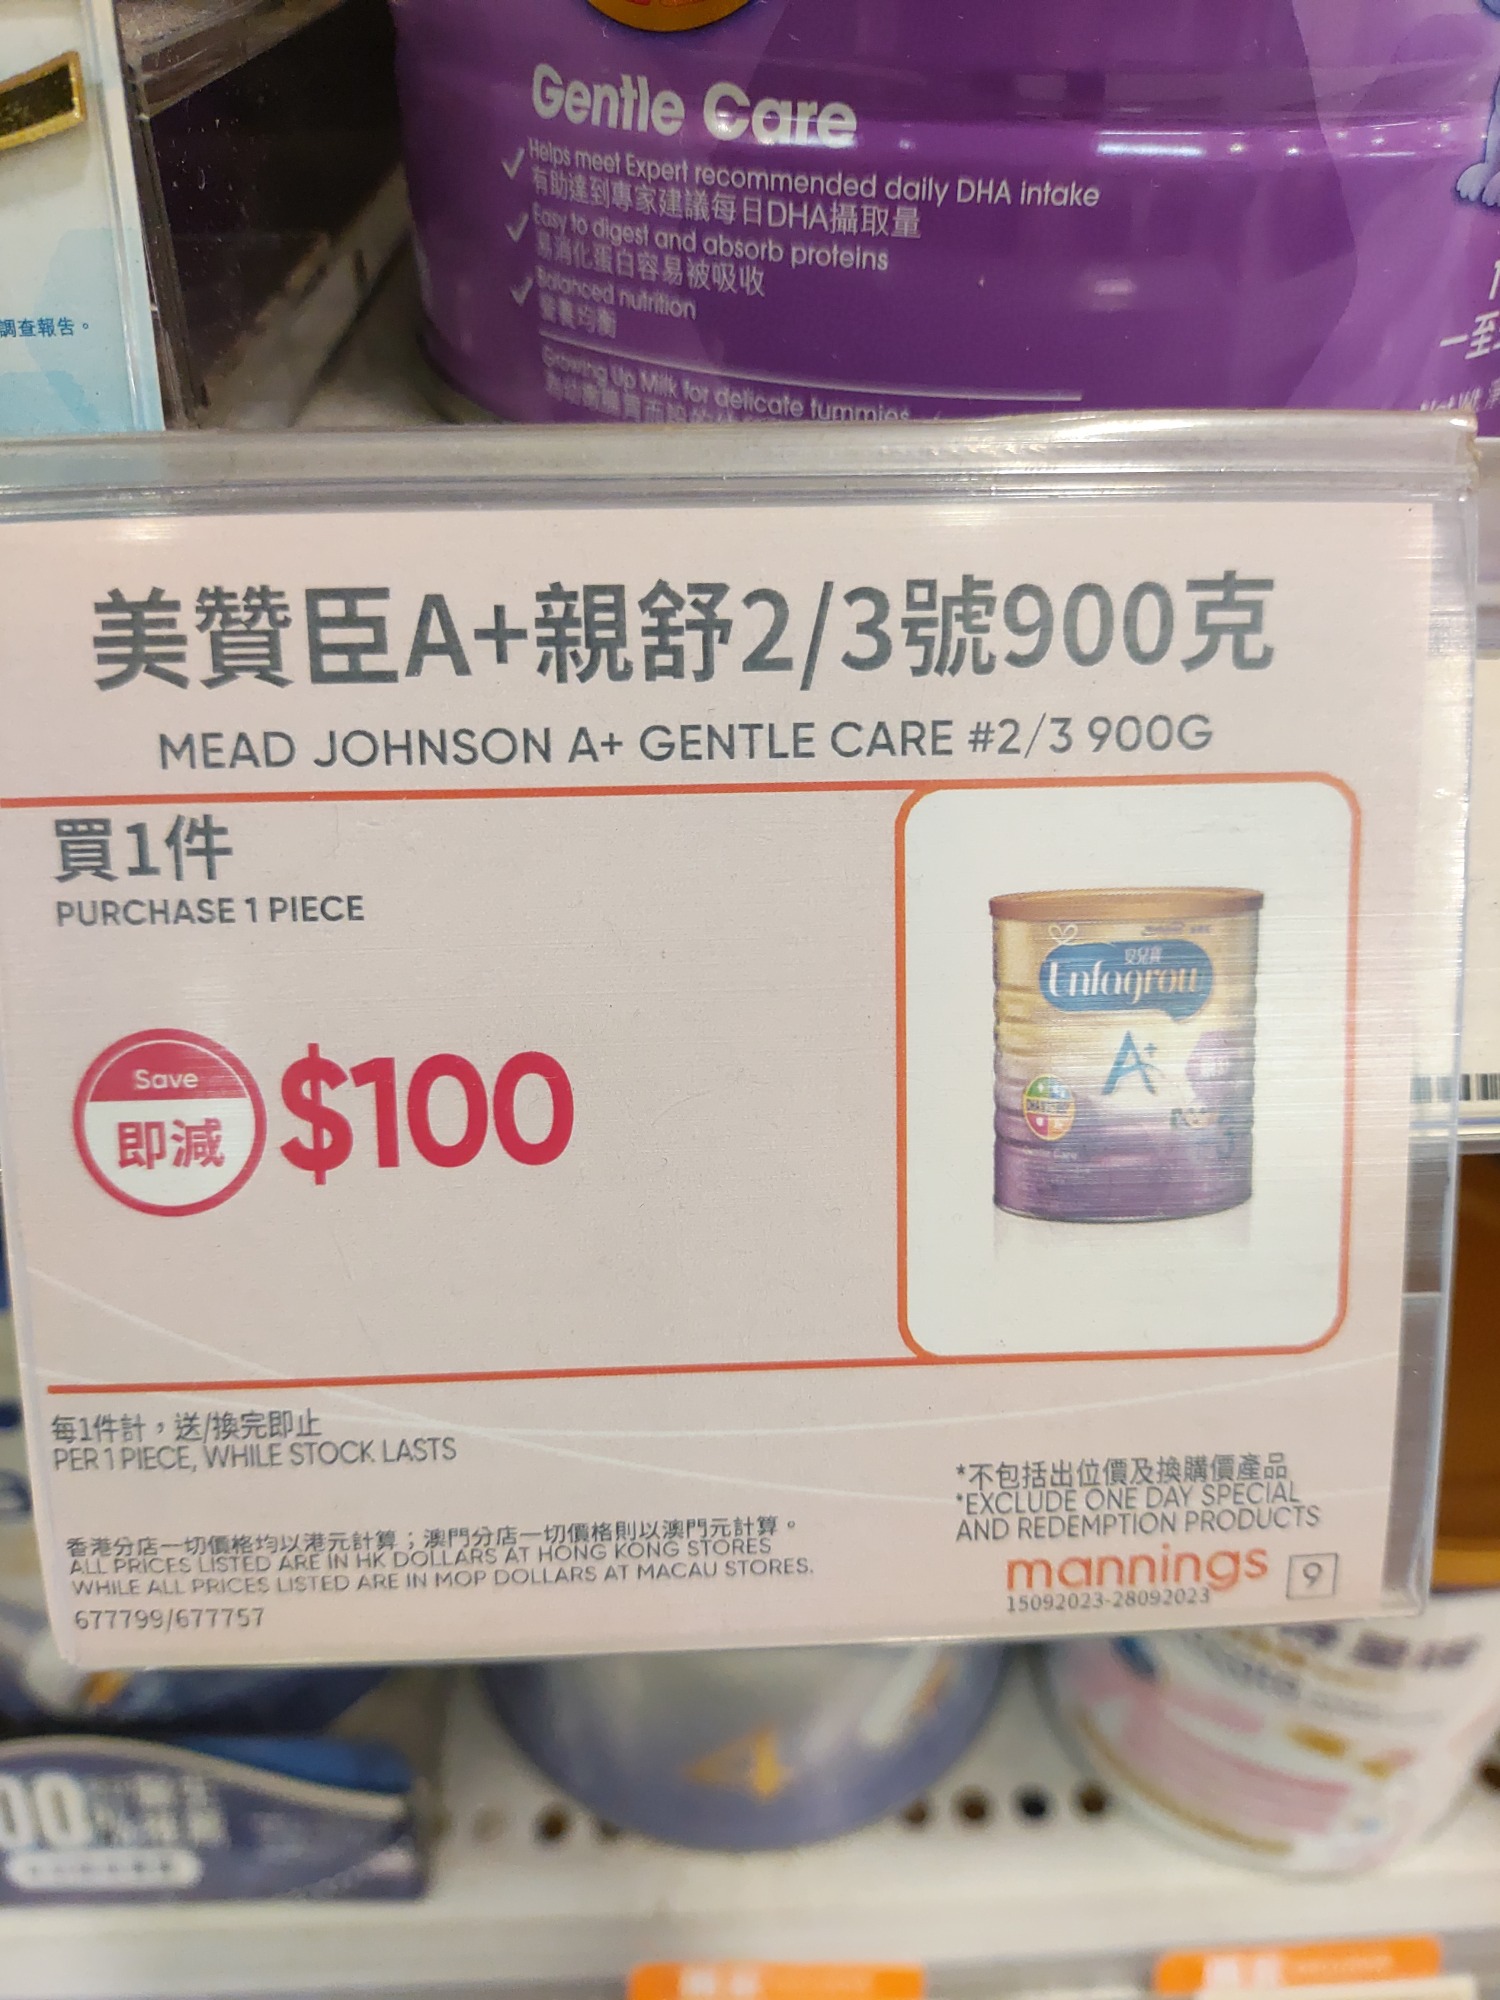 Gentle Care
Helps meet Expert recommended daily DHA intake
有助達到專家建議每日DHA攝取量
Easy to digest and absorb proteins
易消化蛋白容易被吸收
Balanced nutrition
營養均衡
Growing Up Milk for delicate tummies
調查報告。
一至
美贊臣A+親舒2/3號900克
MEAD JOHNSON A+ GENTLE CARE #2/3 900G
買1件
PURCHASE 1 PIECE
Save
即減
$100
安兒寶
Enfagrow
A+
每1件計，送/換完即止
PER 1 PIECE, WHILE STOCK LASTS
*不包括出位價及換購價產品
*EXCLUDE ONE DAY SPECIAL
AND REDEMPTION PRODUCTS
香港分店一切價格均以港元計算；澳門分店一切價格則以澳門元計算。
ALL PRICES LISTED ARE IN HK DOLLARS AT HONG KONG STORES
WHILE ALL PRICES LISTED ARE IN MOP DOLLARS AT MACAU STORES.
677799/677757
mannings
9
15092023-28092023
4